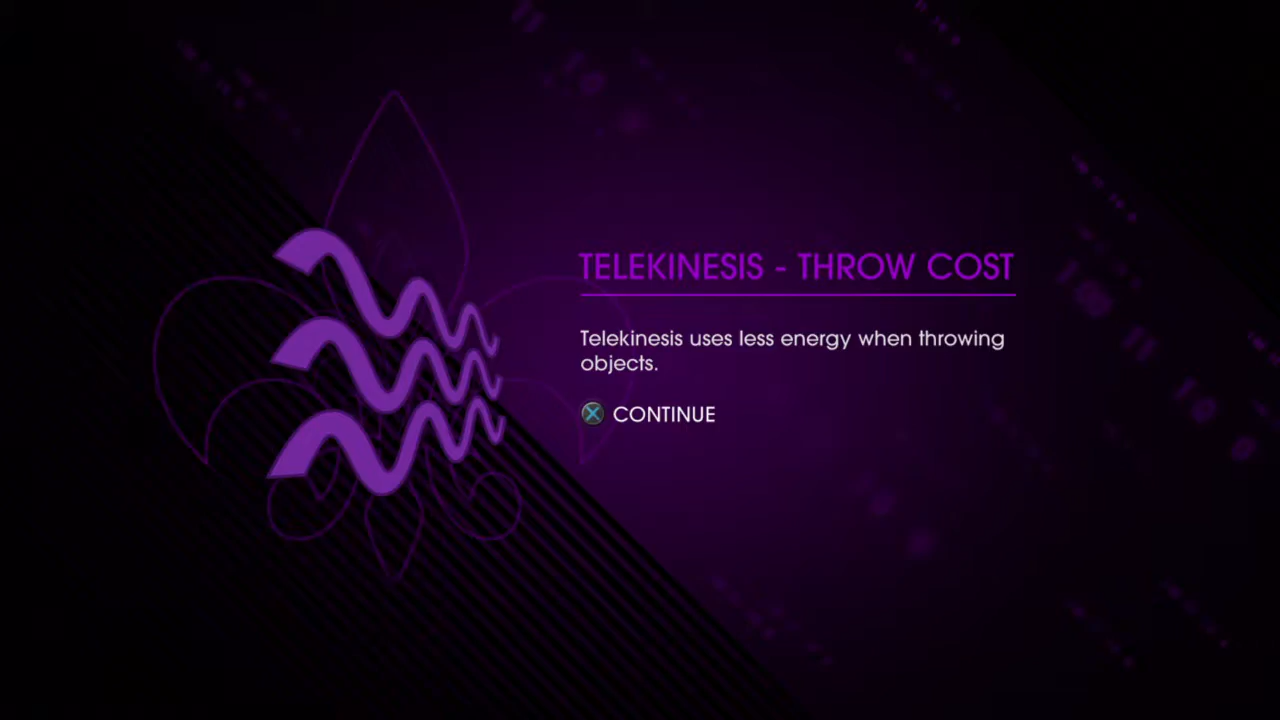 TELEKINESIS - THROW COST
Telekinesis uses less energy when throwing
objects.
CONTINUE